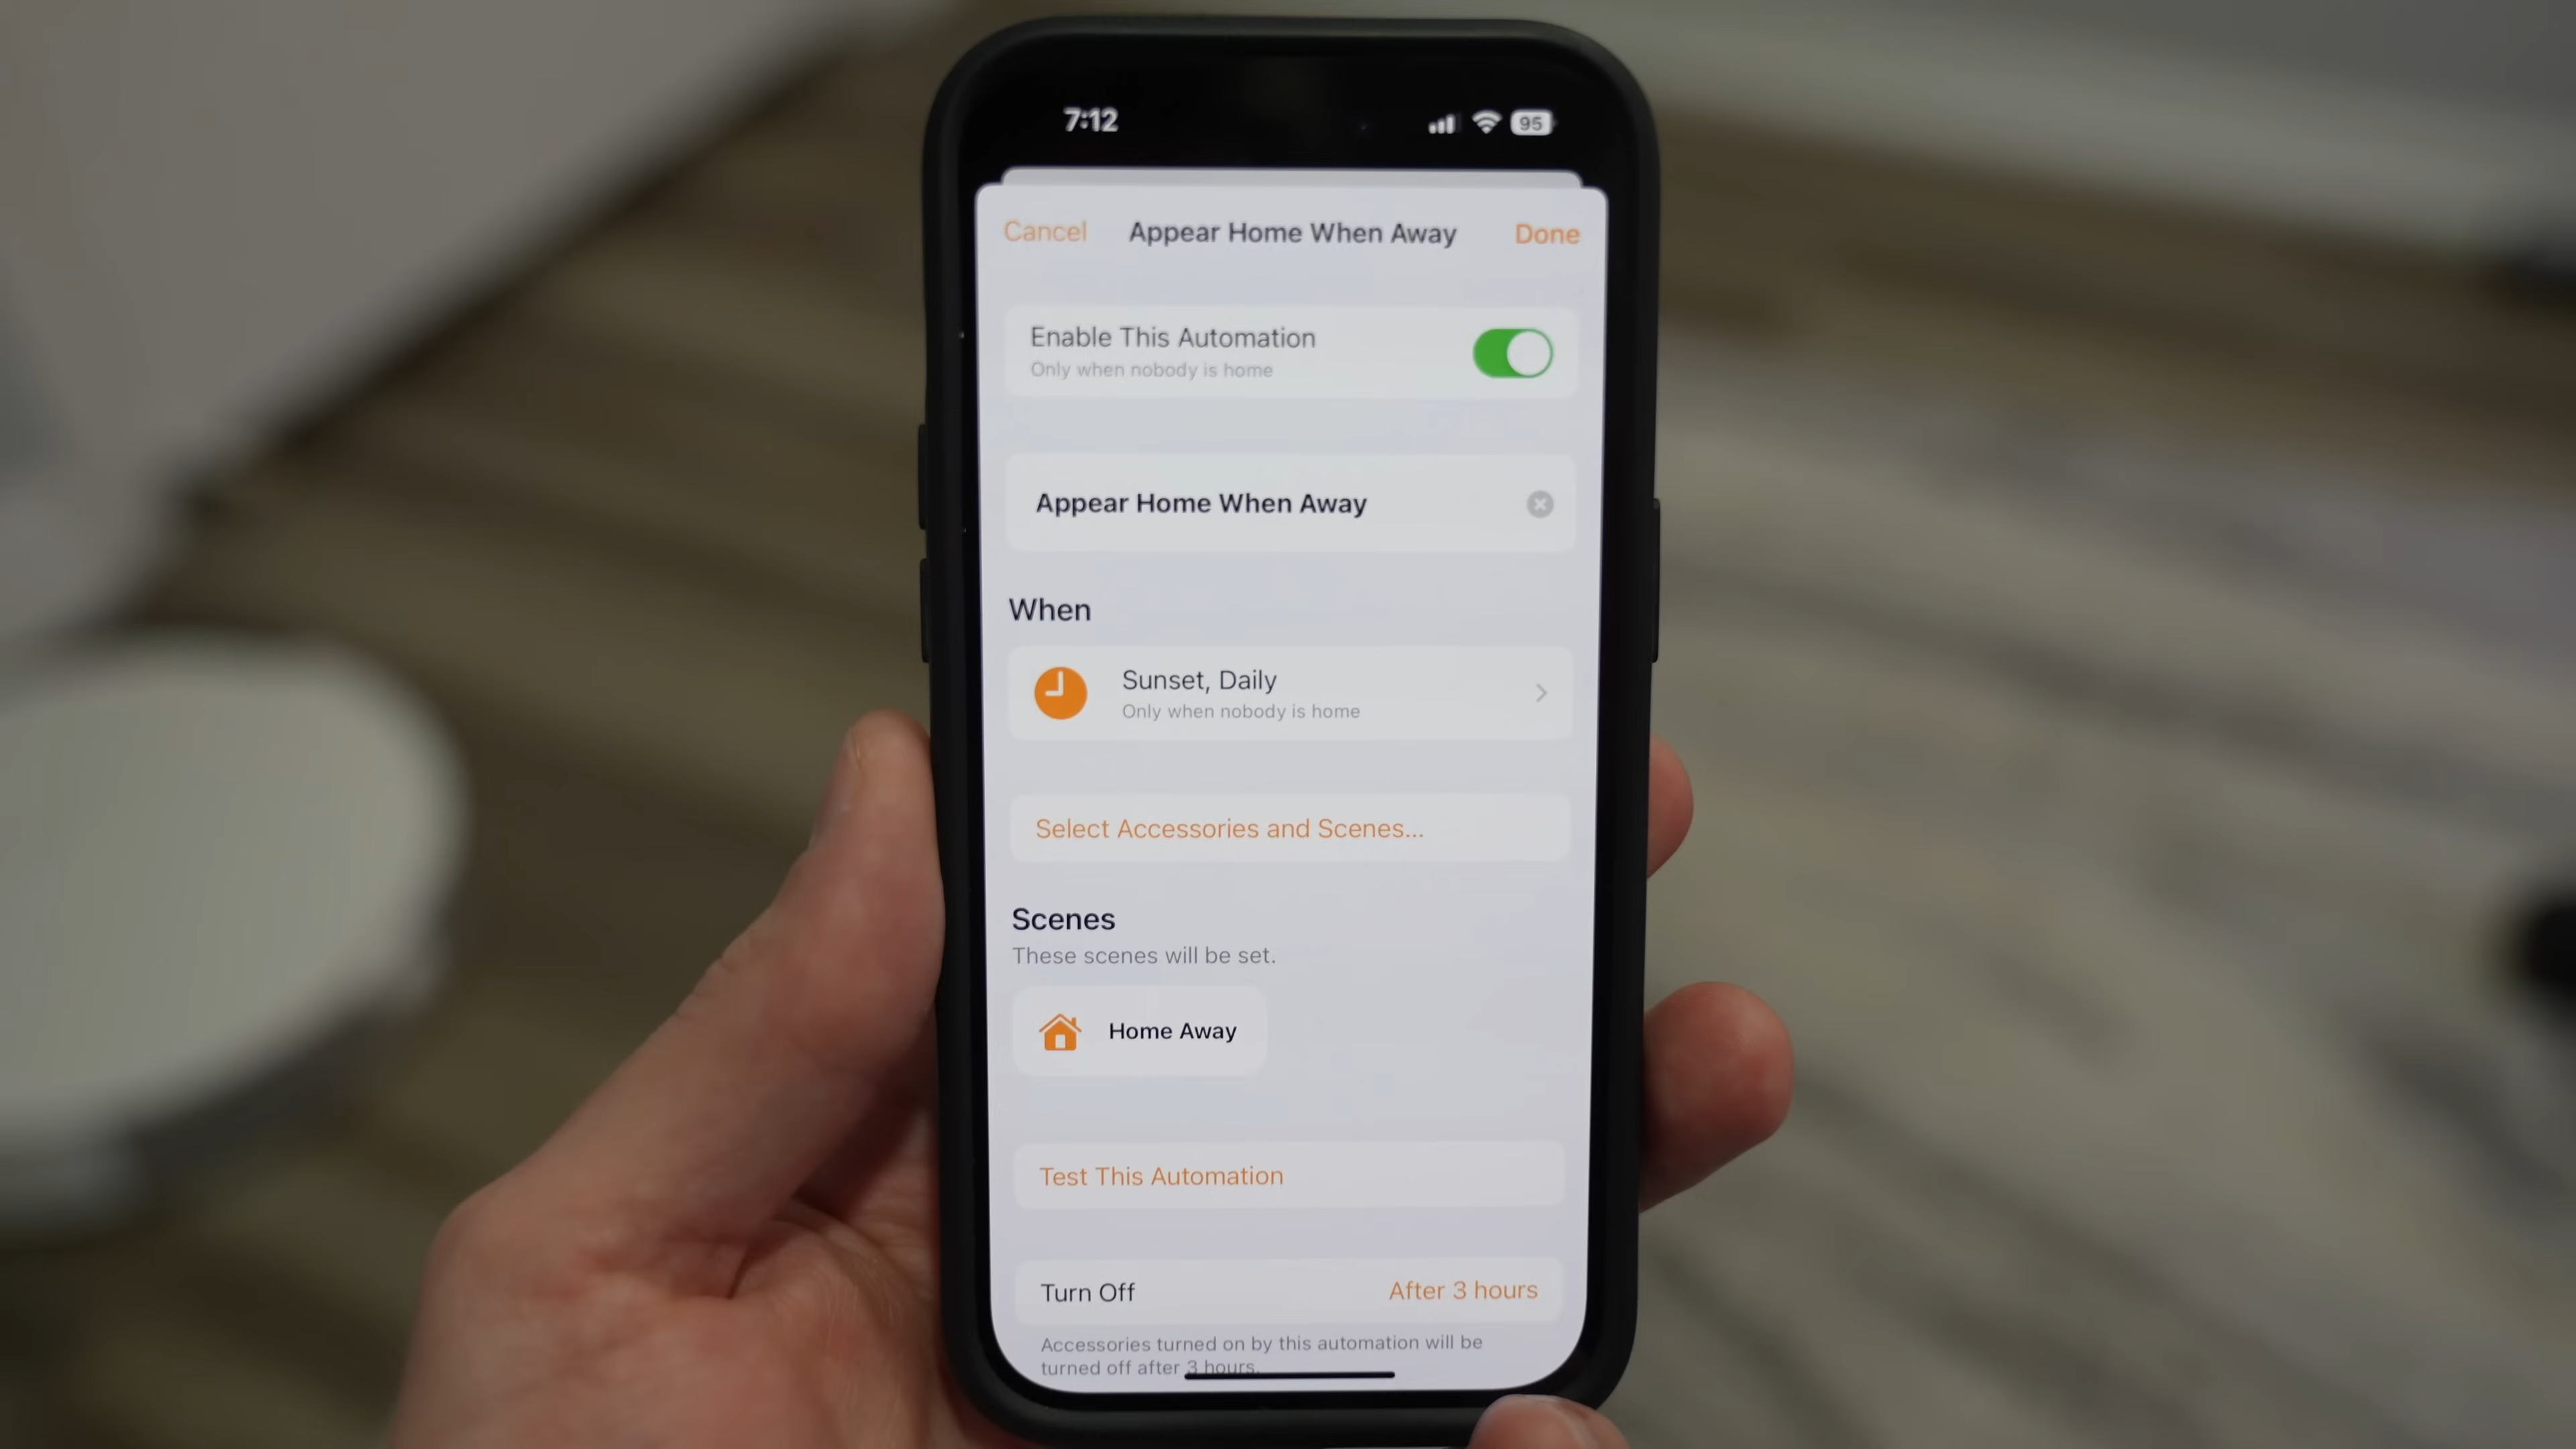 7:12
95
Cancel
Appear Home When Away
Done
Enable This Automation
Only when nobody is home
Appear Home When Away
When
Sunset, Daily
Only when nobody is home
Select Accessories and Scenes...
Scenes
These scenes will be set.
Home Away
Test This Automation
Turn Off
After 3 hours
Accessories turned on by this automation will be
turned off after 3 hours.